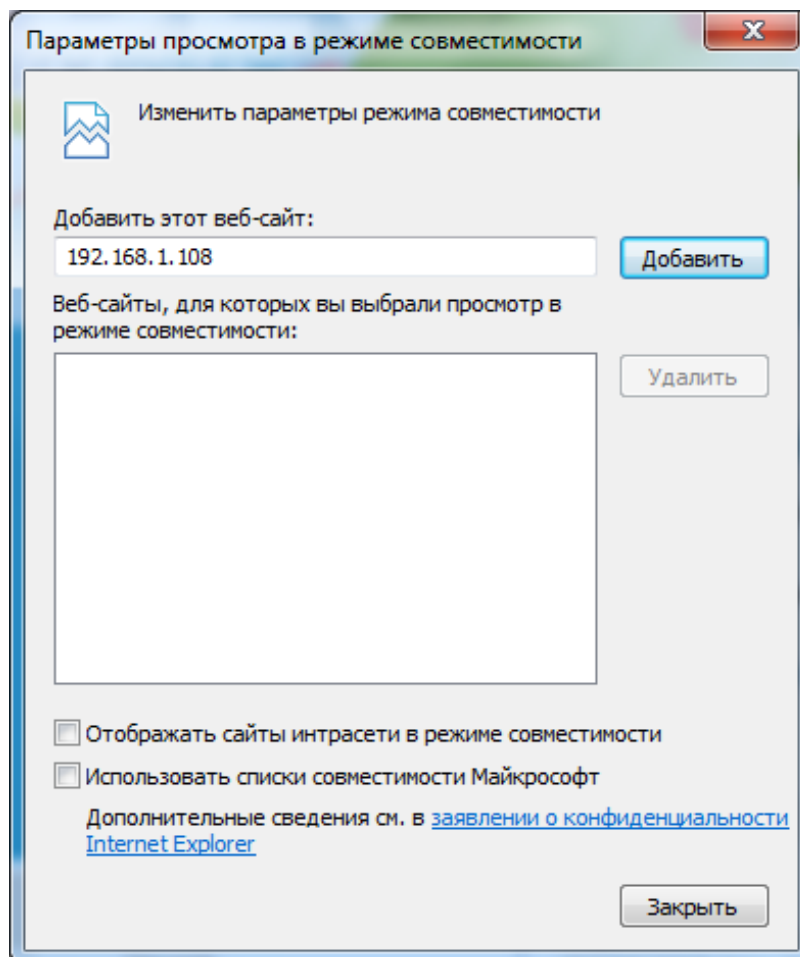 Параметры просмотра в режиме совместимости
Изменить параметры режима совместимости
Добавить этот веб-сайт:
192.168.1.108
Добавить
Веб-сайты, для которых вы выбрали просмотр в
режиме совместимости:
Удалить
Отображать сайты интрасети в режиме совместимости
Использовать списки совместимости Майкрософт
Дополнительные сведения см. в заявлении о конфиденциальности
Internet Explorer
Закрыть